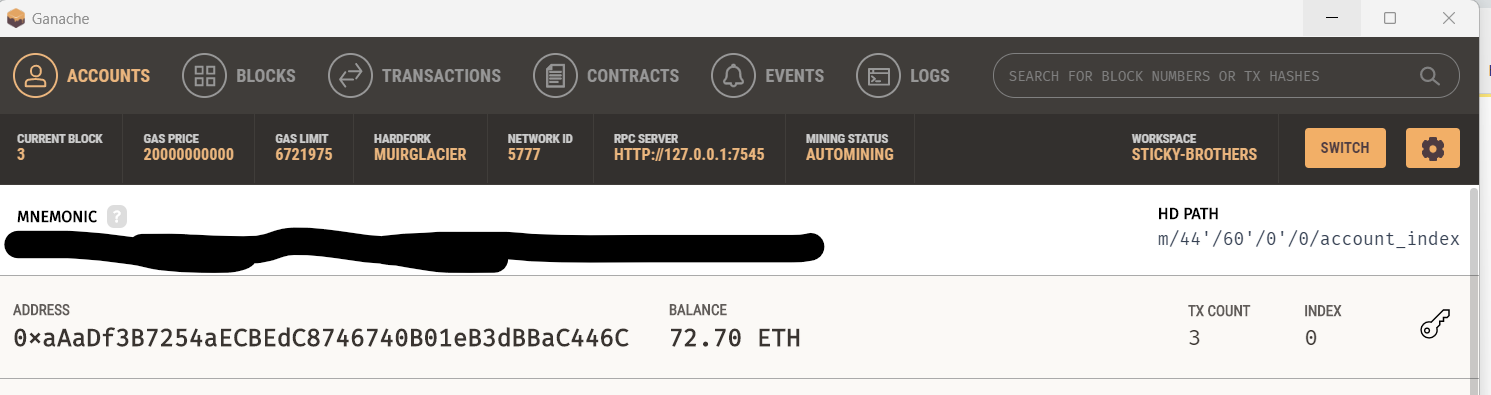 Ganache
ACCOUNTS BLOCKS TRANSACTIONS CONTRACTS EVENTS LOGS SEARCH FOR BLOCK NUMBERS OR TX HASHES
CURRENT BLOCK GAS PRICE GAS LIMIT HARDFORK NETWORK ID RPC SERVER MINING STATUS WORKSPACE
3 20000000000 6721975 MUIRGLACIER 5777 HTTP://127.0.0.1:7545 AUTOMINING STICKY-BROTHERS SWITCH
MNEMONIC ? HD PATH
m/44'/60'/0'/0/account_index
ADDRESS BALANCE TX COUNT INDEX
0×aAaDf3B7254aECBEdC8746740B01eB3dBBaC446C 72.70 ETH 3 0